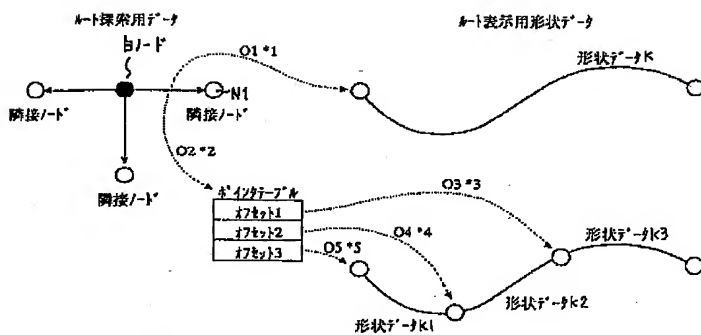 ルート探索用データ
ルート表示用形状データ
自ノード
O1 *1
形状データK
N1
隣接ノード
隣接ノード
O2 *2
隣接ノード
ポインタテーブル
オフセット1
オフセット2
オフセット3
O3 *3
O4 *4
O5 *5
形状データK3
形状データK2
形状データK1